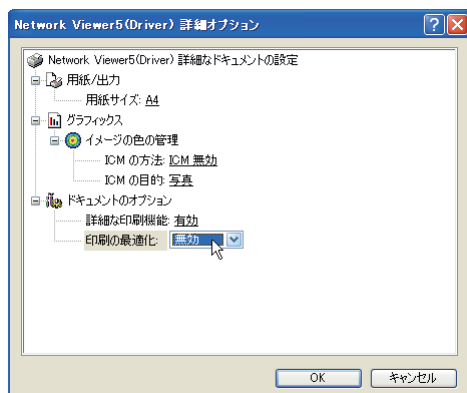 Network Viewer5(Driver) 詳細オプション
Network Viewer5(Driver) 詳細なドキュメントの設定
用紙/出力
用紙サイズ: A4
グラフィックス
イメージの色の管理
ICM の方法: ICM 無効
ICM の目的: 写真
ドキュメントのオプション
詳細な印刷機能: 有効
印刷の最適化: 無効
OK キャンセル